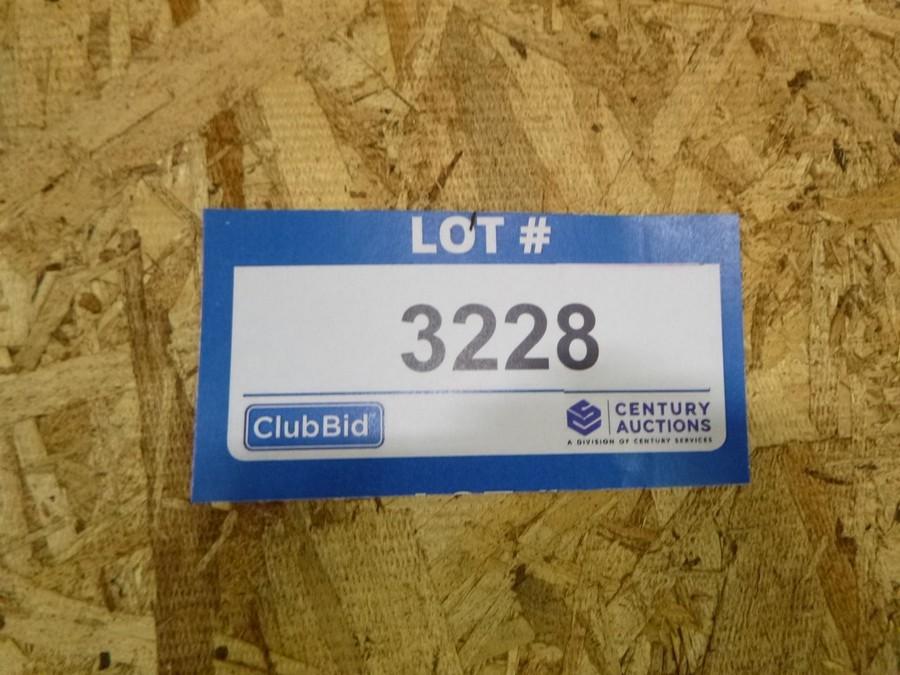 LOT #
3228
ClubBid
CENTURY
AUCTIONS
A DIVISION OF CENTURY SERVICES